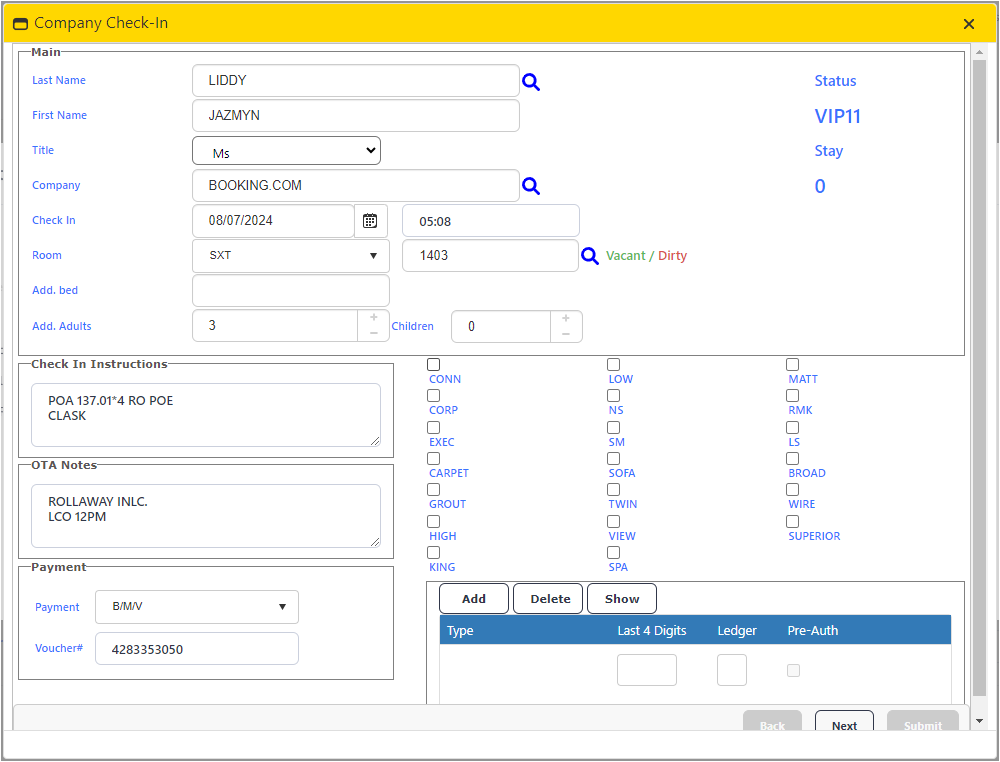 Company Check-In
Main
Last Name LIDDY Status
First Name JAZMYN VIP11
Title Ms Stay
Company BOOKING.COM 0
Check In 08/07/2024 05:08
Room SXT 1403 Vacant / Dirty
Add. bed
Add. Adults 3 Children 0
Check In Instructions
POA 137.01*4 RO POE
CLASK
OTA Notes
ROLLAWAY INLC.
LCO 12PM
Payment
Payment B/M/V
Voucher# 4283353050
CONN LOW MATT
CORP NS RMK
EXEC SM LS
CARPET SOFA BROAD
GROUT TWIN WIRE
HIGH VIEW SUPERIOR
KING SPA
Add Delete Show
Type Last 4 Digits Ledger Pre-Auth
Back Next Submit